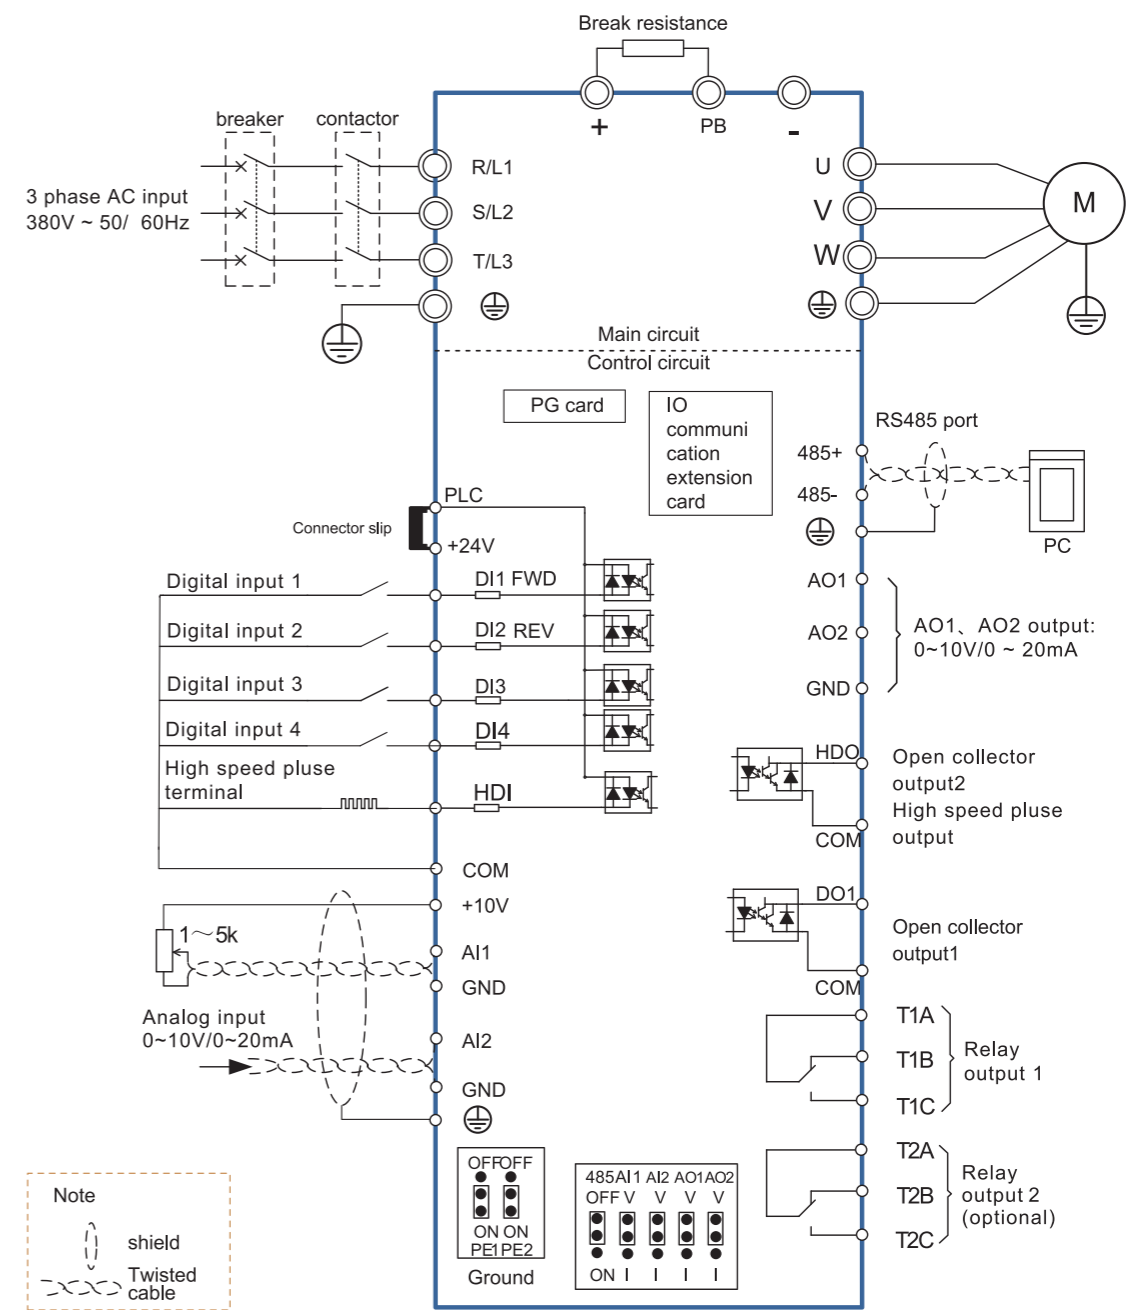 Break resistance
+
PB
-
breaker
contactor
R/L1
S/L2
T/L3
3 phase AC input
380V ~ 50/ 60Hz
U
V
W
M
Main circuit
Control circuit
PG card
IO
communi
cation
extension
card
RS485 port
485+
485-
PC
PLC
Connector slip
+24V
Digital input 1
DI1 FWD
Digital input 2
DI2 REV
Digital input 3
DI3
Digital input 4
DI4
High speed pluse
terminal
HDI
COM
+10V
1～5k
AI1
GND
Analog input
0~10V/0~20mA
AI2
GND
AO1
AO2
GND
AO1、AO2 output:
0~10V/0 ~ 20mA
HDO
COM
Open collector
output2
High speed pluse
output
DO1
COM
Open collector
output1
T1A
T1B
T1C
Relay
output 1
T2A
T2B
T2C
Relay
output 2
(optional)
OFF OFF
ON ON
PE1 PE2
Ground
485 AI1 AI2 AO1 AO2
OFF V V V V
ON I I I I
Note
shield
Twisted
cable